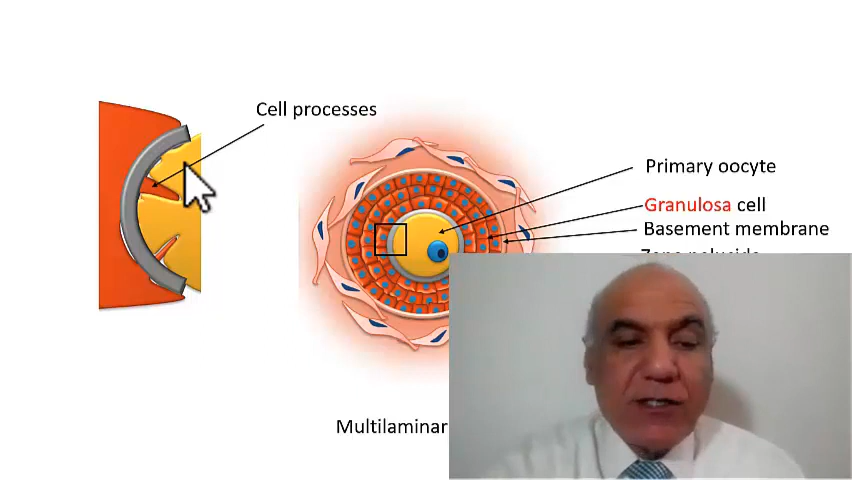 Cell processes
Primary oocyte
Granulosa cell
Basement membrane
Multilaminar